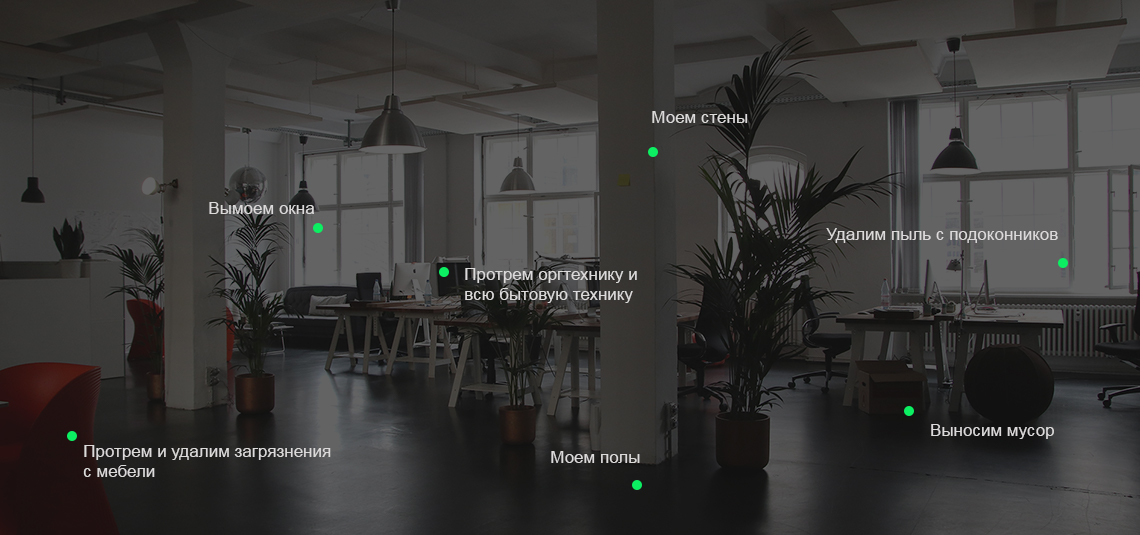 Моем стены
Вымоем окна
Удалим пыль с подоконников
Протрем оргтехнику и
всю бытовую технику
Выносим мусор
Протрем и удалим загрязнения
с мебели
Моем полы